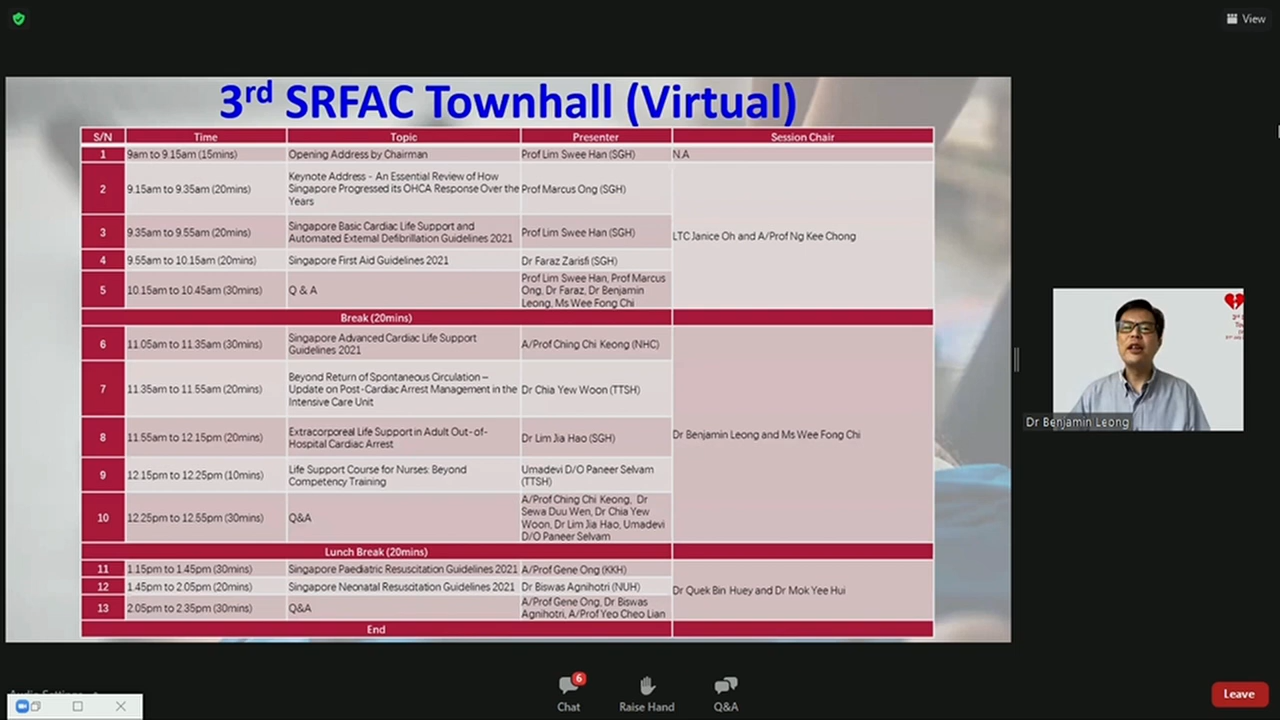 View
3rd SRFAC Townhall (Virtual)
S/N Time Topic Presenter Session Chair
1 9am to 9.15am (15mins) Opening Address by Chairman Prof Lim Swee Han (SGH) N.A
2 9.15am to 9.35am (20mins) Keynote Address - An Essential Review of How
Singapore Progressed its OHCA Response Over the
Years
Prof Marcus Ong (SGH)
LTC Janice Oh and A/Prof Ng Kee Chong
3 9.35am to 9.55am (20mins) Singapore Basic Cardiac Life Support and
Automated External Defibrillation Guidelines 2021
Prof Lim Swee Han (SGH)
4 9.55am to 10.15am (20mins) Singapore First Aid Guidelines 2021 Dr Faraz Zarisfi (SGH)
5 10.15am to 10.45am (30mins) Q & A
Prof Lim Swee Han, Prof Marcus
Ong, Dr Faraz, Dr Benjamin
Leong, Ms Wee Fong Chi
Break (20mins)
6 11.05am to 11.35am (30mins) Singapore Advanced Cardiac Life Support
Guidelines 2021
A/Prof Ching Chi Keong (NHC)
7 11.35am to 11.55am (20mins) Beyond Return of Spontaneous Circulation –
Update on Post-Cardiac Arrest Management in the
Intensive Care Unit
Dr Chia Yew Woon (TTSH)
8 11.55am to 12.15pm (20mins) Extracorporeal Life Support in Adult Out-of-
Hospital Cardiac Arrest
Dr Lim Jia Hao (SGH)
Dr Benjamin Leong and Ms Wee Fong Chi
9 12.15pm to 12.25pm (10mins) Life Support Course for Nurses: Beyond
Competency Training
Umadevi D/O Paneer Selvam
(TTSH)
10 12.25pm to 12.55pm (30mins) Q&A
A/Prof Ching Chi Keong, Dr
Sewa Duu Wen, Dr Chia Yew
Woon, Dr Lim Jia Hao, Umadevi
D/O Paneer Selvam
Lunch Break (20mins)
11 1.15pm to 1.45pm (30mins) Singapore Paediatric Resuscitation Guidelines 2021 A/Prof Gene Ong (KKH)
12 1.45pm to 2.05pm (20mins) Singapore Neonatal Resuscitation Guidelines 2021 Dr Biswas Agnihotri (NUH)
Dr Quek Bin Huey and Dr Mok Yee Hui
13 2.05pm to 2.35pm (30mins) Q&A
A/Prof Gene Ong, Dr Biswas
Agnihotri, A/Prof Yeo Cheo Lian
End
Dr Benjamin Leong
6
Chat Raise Hand Q&A
Leave